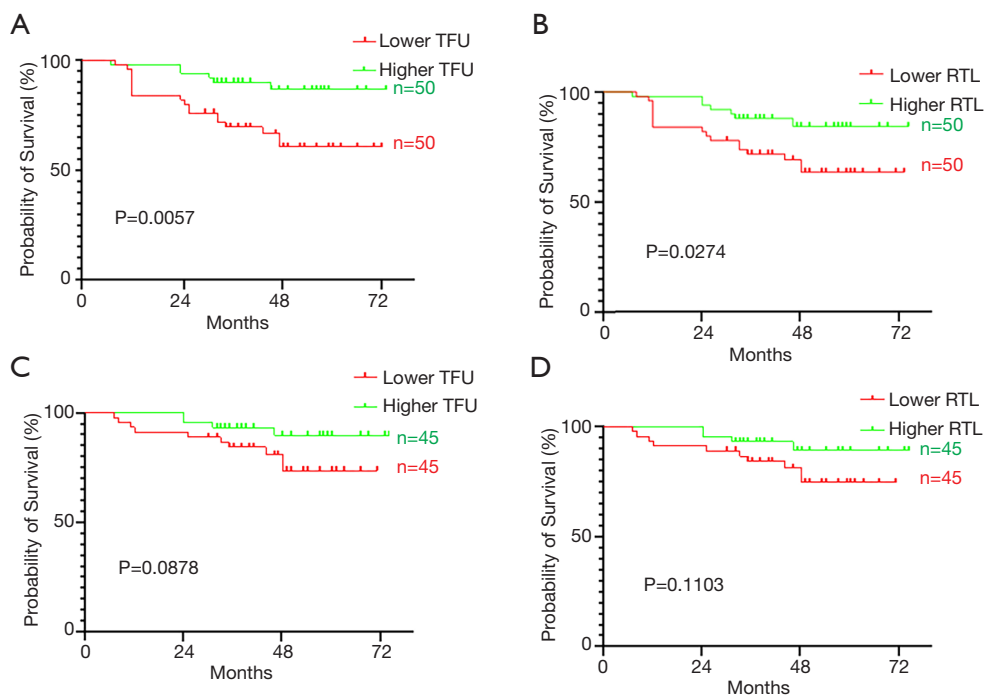 A
Lower TFU
Higher TFU
n=50
n=50
P=0.0057
Probability of Survival (%)
100
50
0
0 24 48 72
Months
B
Lower RTL
Higher RTL
n=50
n=50
P=0.0274
Probability of Survival (%)
100
50
0
0 24 48 72
Months
C
Lower TFU
Higher TFU
n=45
n=45
P=0.0878
Probability of Survival (%)
100
50
0
0 24 48 72
Months
D
Lower RTL
Higher RTL
n=45
n=45
P=0.1103
Probability of Survival (%)
100
50
0
0 24 48 72
Months